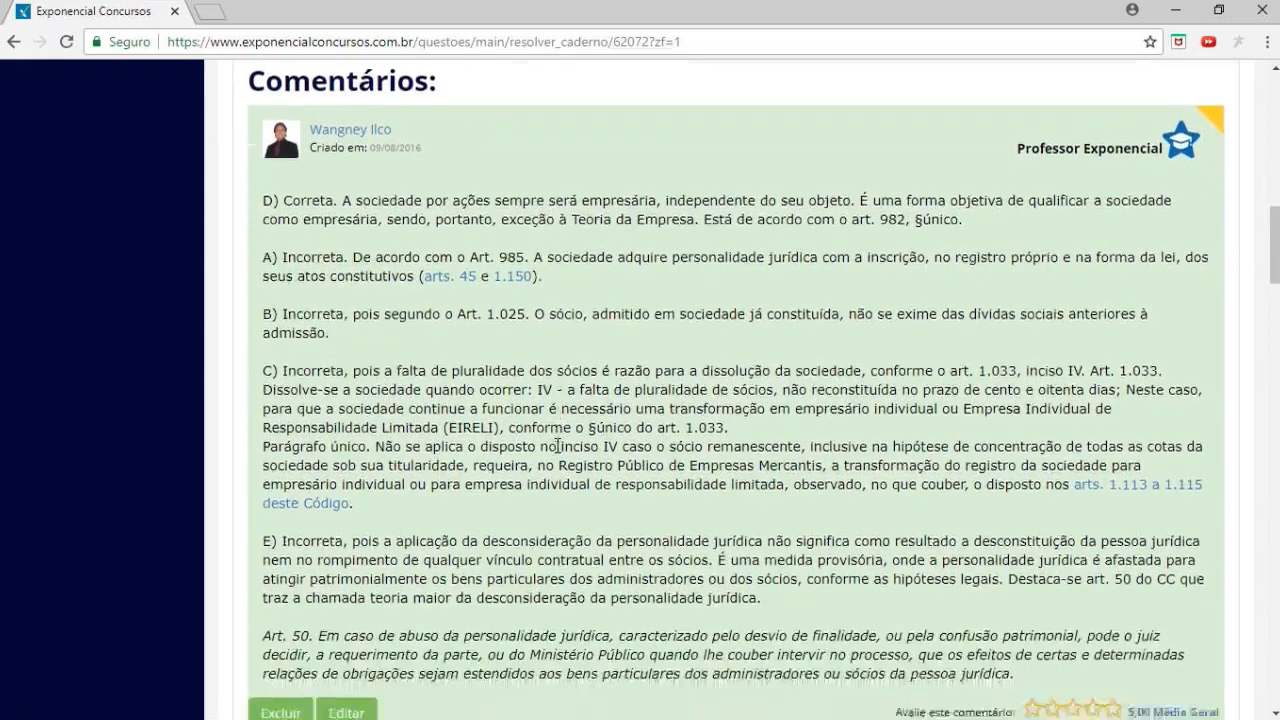 Exponencial Concursos
Seguro
https://www.exponencialconcursos.com.br/questoes/main/resolver_caderno/62072?zf=1
Comentários:
Wangney Ilco
Criado em: 09/08/2016
Professor Exponencial
D) Correta. A sociedade por ações sempre será empresária, independente do seu objeto. É uma forma objetiva de qualificar a sociedade
como empresária, sendo, portanto, exceção à Teoria da Empresa. Está de acordo com o art. 982, §único.
A) Incorreta. De acordo com o Art. 985. A sociedade adquire personalidade jurídica com a inscrição, no registro próprio e na forma da lei, dos
seus atos constitutivos (arts. 45 e 1.150).
B) Incorreta, pois segundo o Art. 1.025. O sócio, admitido em sociedade já constituída, não se exime das dívidas sociais anteriores à
admissão.
C) Incorreta, pois a falta de pluralidade dos sócios é razão para a dissolução da sociedade, conforme o art. 1.033, inciso IV. Art. 1.033.
Dissolve-se a sociedade quando ocorrer: IV - a falta de pluralidade de sócios, não reconstituída no prazo de cento e oitenta dias; Neste caso,
para que a sociedade continue a funcionar é necessário uma transformação em empresário individual ou Empresa Individual de
Responsabilidade Limitada (EIRELI), conforme o §único do art. 1.033.
Parágrafo único. Não se aplica o disposto no inciso IV caso o sócio remanescente, inclusive na hipótese de concentração de todas as cotas da
sociedade sob sua titularidade, requeira, no Registro Público de Empresas Mercantis, a transformação do registro da sociedade para
empresário individual ou para empresa individual de responsabilidade limitada, observado, no que couber, o disposto nos arts. 1.113 a 1.115
deste Código.
E) Incorreta, pois a aplicação da desconsideração da personalidade jurídica não significa como resultado a desconstituição da pessoa jurídica
nem no rompimento de qualquer vínculo contratual entre os sócios. É uma medida provisória, onde a personalidade jurídica é afastada para
atingir patrimonialmente os bens particulares dos administradores ou dos sócios, conforme as hipóteses legais. Destaca-se art. 50 do CC que
traz a chamada teoria maior da desconsideração da personalidade jurídica.
Art. 50. Em caso de abuso da personalidade jurídica, caracterizado pelo desvio de finalidade, ou pela confusão patrimonial, pode o juiz
decidir, a requerimento da parte, ou do Ministério Público quando lhe couber intervir no processo, que os efeitos de certas e determinadas
relações de obrigações sejam estendidos aos bens particulares dos administradores ou sócios da pessoa jurídica.
Excluir Editar Avalie este comentário: 5,00 Média Geral